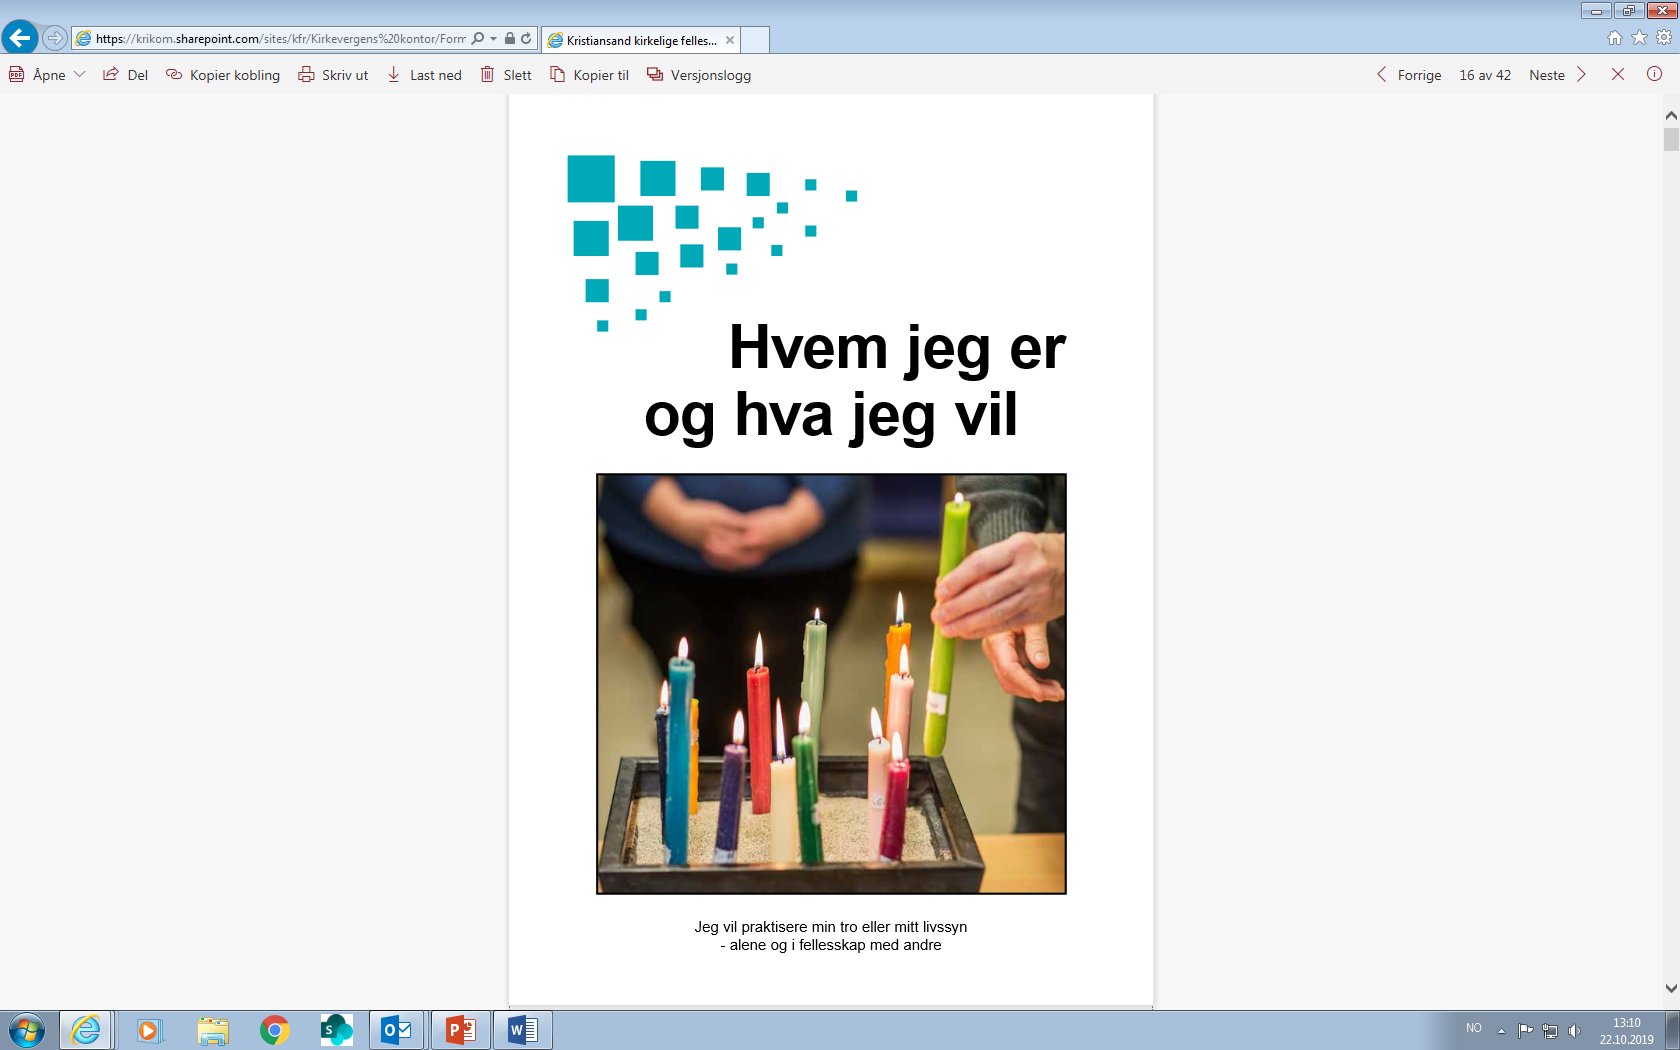 https://krikom.sharepoint.com/sites/kfr/Kirkevergens%20kontor/Form
Kristiansand kirkelige felles...
Åpne
Del
Kopier kobling
Skriv ut
Last ned
Slett
Kopier til
Versjonslogg
Forrige
16 av 42
Neste
Hvem jeg er
og hva jeg vil
Jeg vil praktisere min tro eller mitt livssyn
- alene og i fellesskap med andre
NO
13:10
22.10.2019